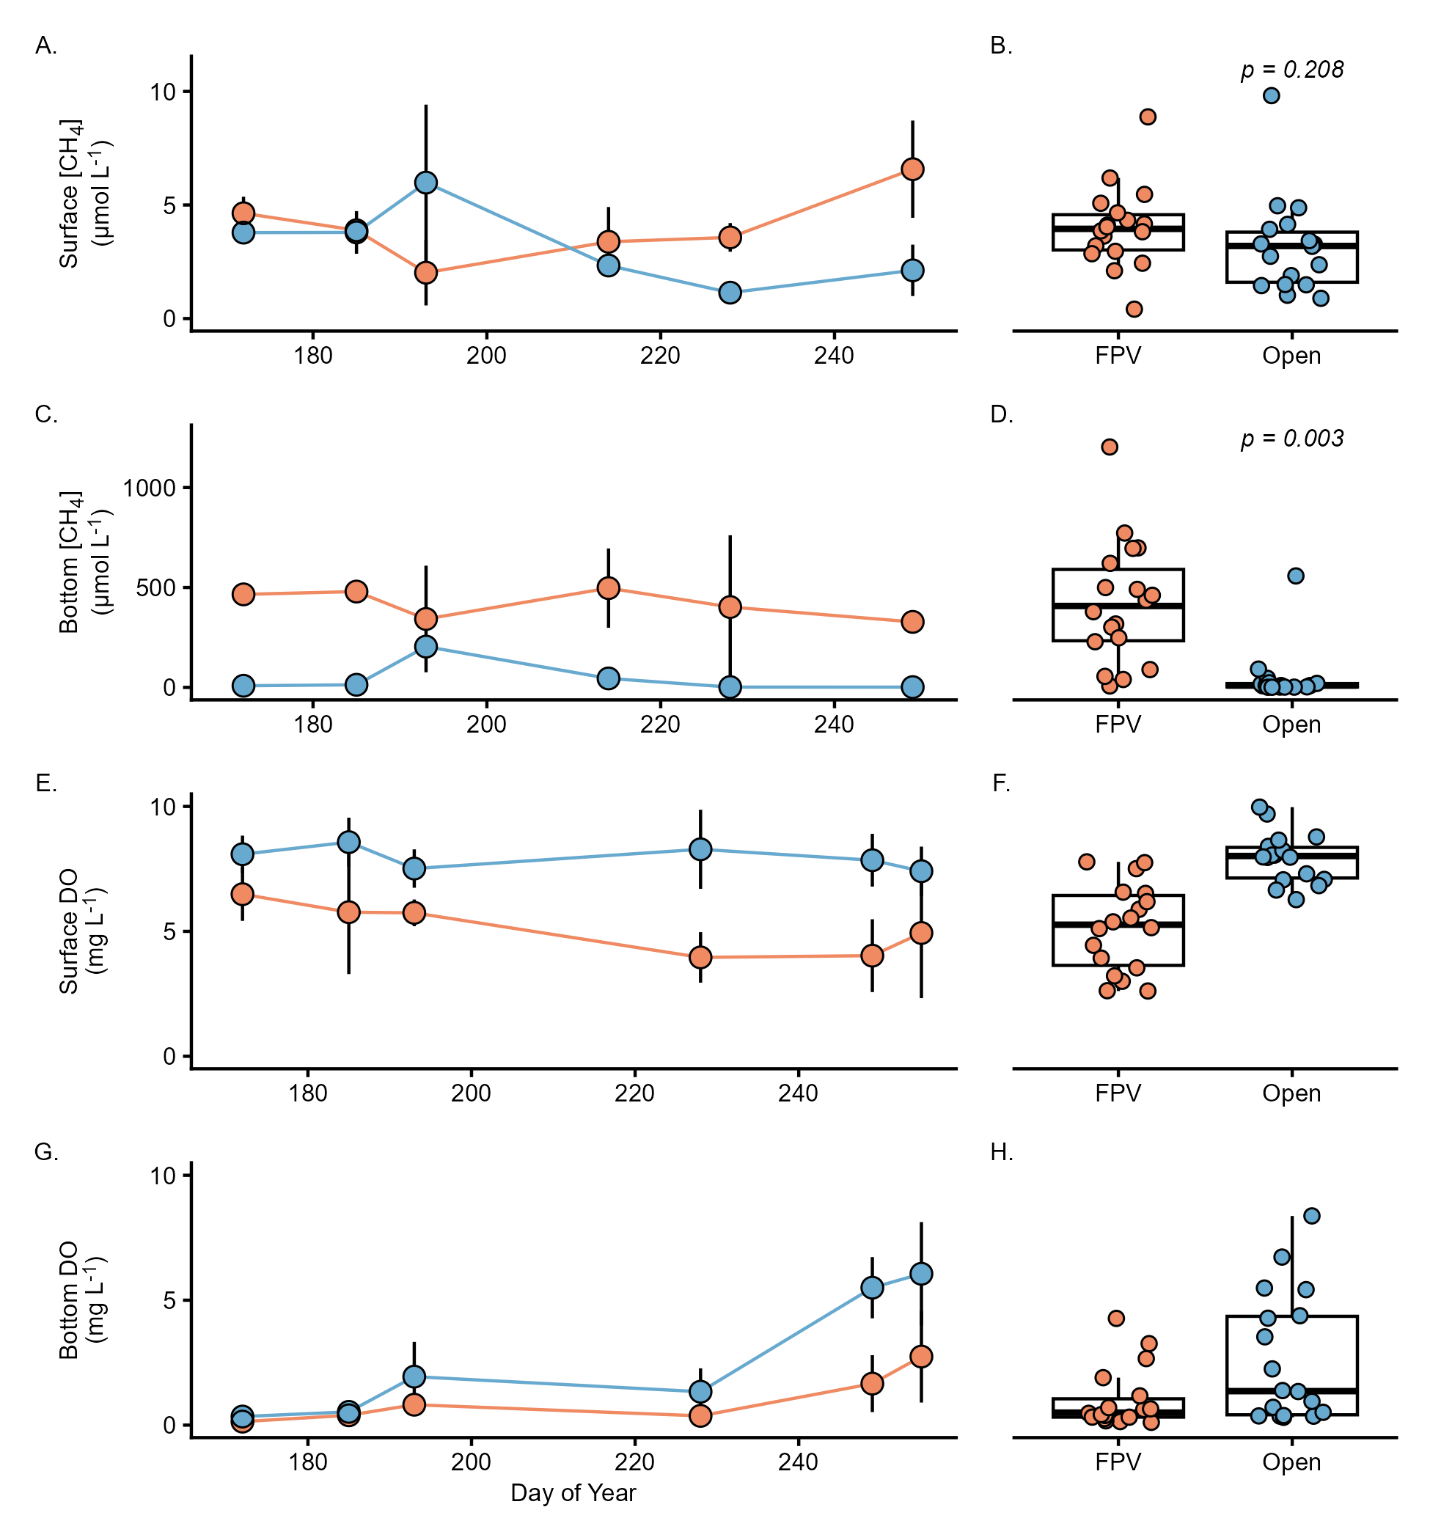 A.
B.
Surface [CH₄]
(μmol L⁻¹)
10
5
0
180 200 220 240
p = 0.208
FPV Open
C.
D.
Bottom [CH₄]
(μmol L⁻¹)
1000
500
0
180 200 220 240
p = 0.003
FPV Open
E.
F.
Surface DO
(mg L⁻¹)
10
5
0
180 200 220 240
FPV Open
G.
H.
Bottom DO
(mg L⁻¹)
10
5
0
180 200 220 240
Day of Year
FPV Open